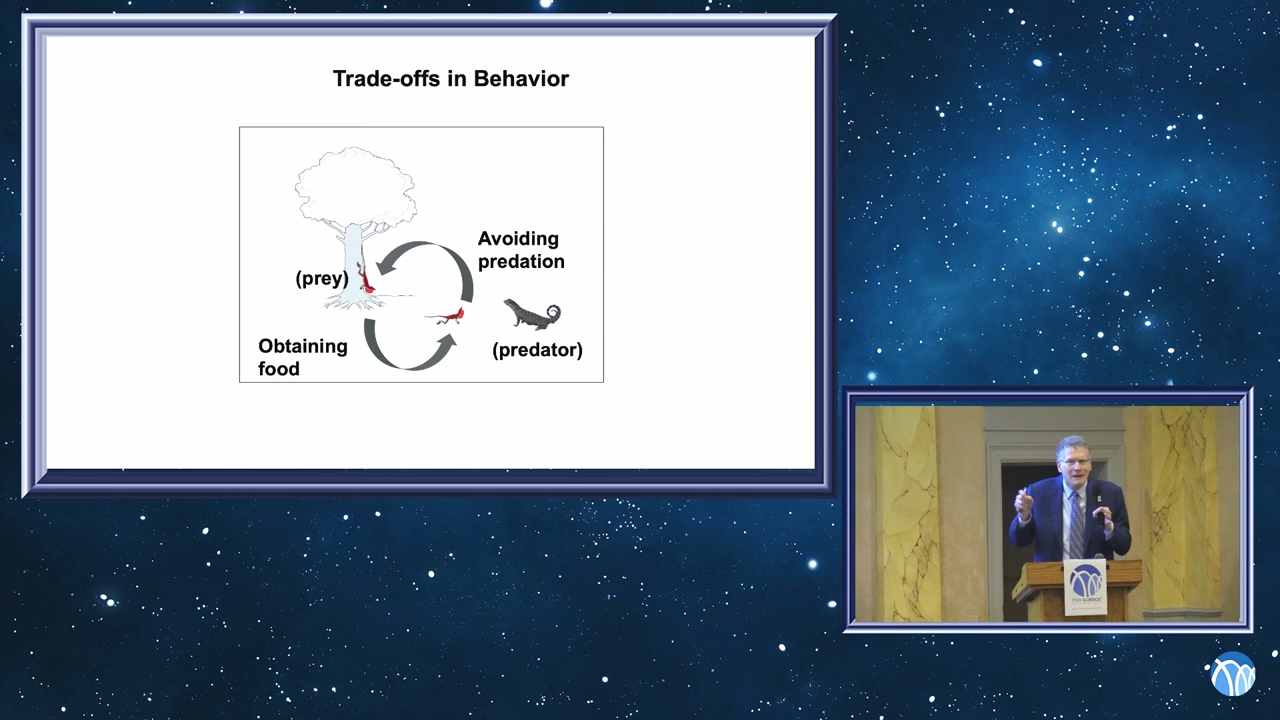 Trade-offs in Behavior
Avoiding
predation
(prey)
Obtaining
food
(predator)